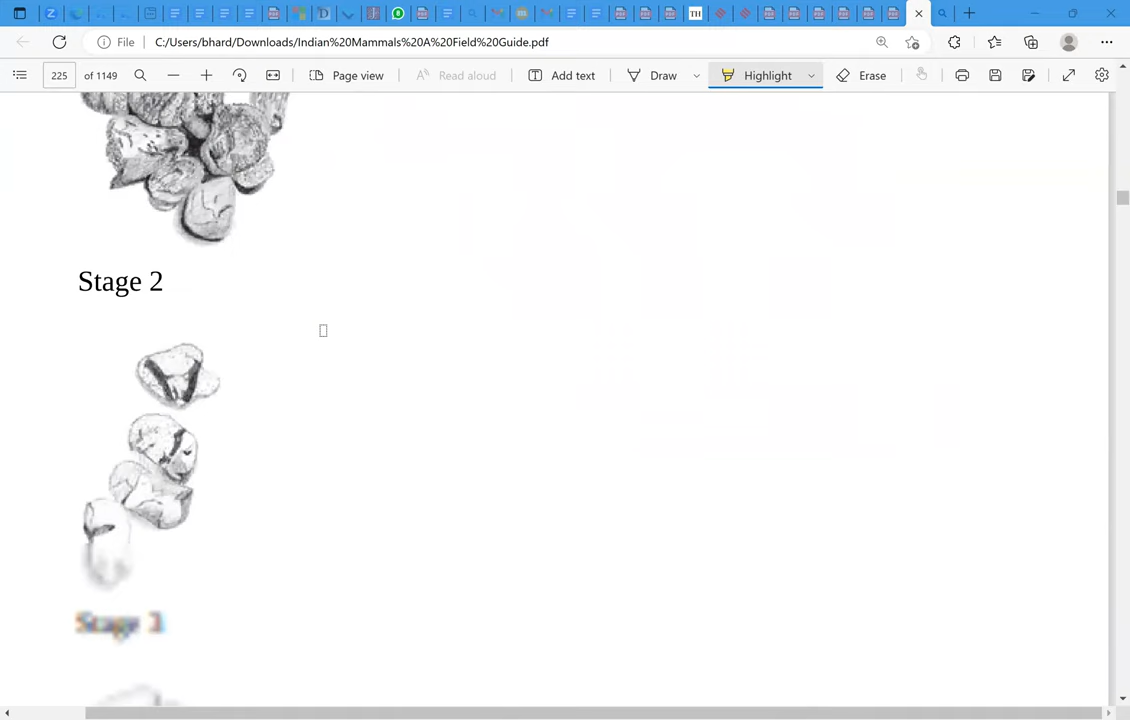 File
C:/Users/bhard/Downloads/Indian%20Mammals%20A%20Field%20Guide.pdf
225 of 1149
Page view
Read aloud
Add text
Draw
Highlight
Erase
Stage 2